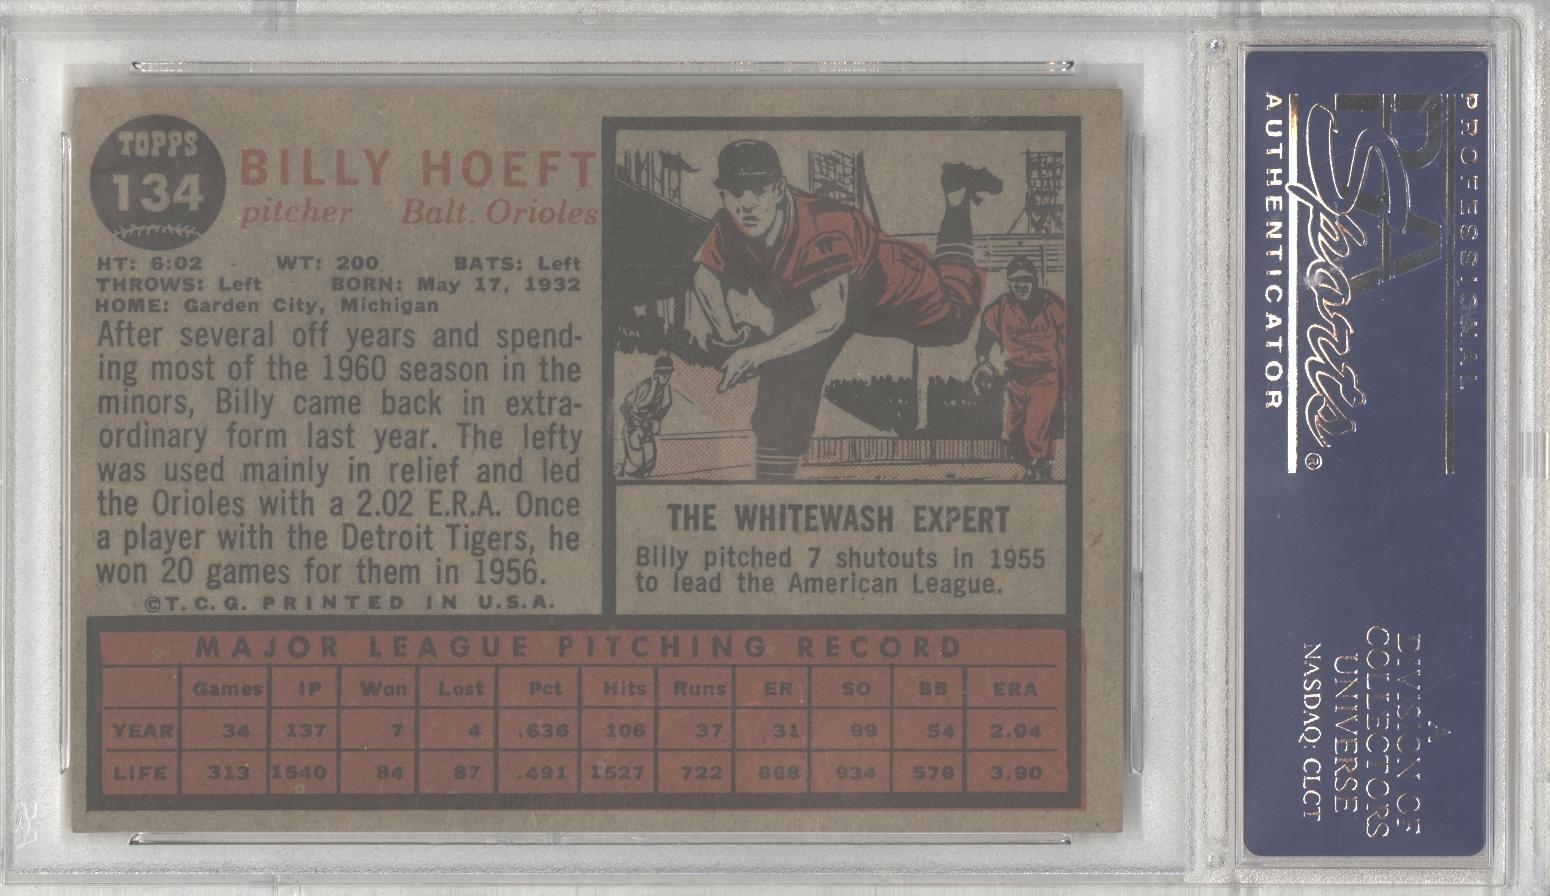 TOPPS
134
BILLY HOEFT
pitcher Balt. Orioles
HT: 6:02 WT: 200 BATS: Left
THROWS: Left BORN: May 17, 1932
HOME: Garden City, Michigan
After several off years and spend-
ing most of the 1960 season in the
minors, Billy came back in extra-
ordinary form last year. The lefty
was used mainly in relief and led
the Orioles with a 2.02 E.R.A. Once
a player with the Detroit Tigers, he
won 20 games for them in 1956.
©T.C.G. PRINTED IN U.S.A.
THE WHITEWASH EXPERT
Billy pitched 7 shutouts in 1955
to lead the American League.
MAJOR LEAGUE PITCHING RECORD
Games IP Won Lost Pct Hits Runs ER SO BB ERA
YEAR 34 137 7 4 .636 106 37 31 99 54 2.04
LIFE 313 1540 84 87 .491 1527 722 668 934 576 3.90
PROFESSIONAL
PSA
Sports®
AUTHENTICATOR
A
DIVISION OF
COLLECTORS
UNIVERSE
NASDAQ: CLCT